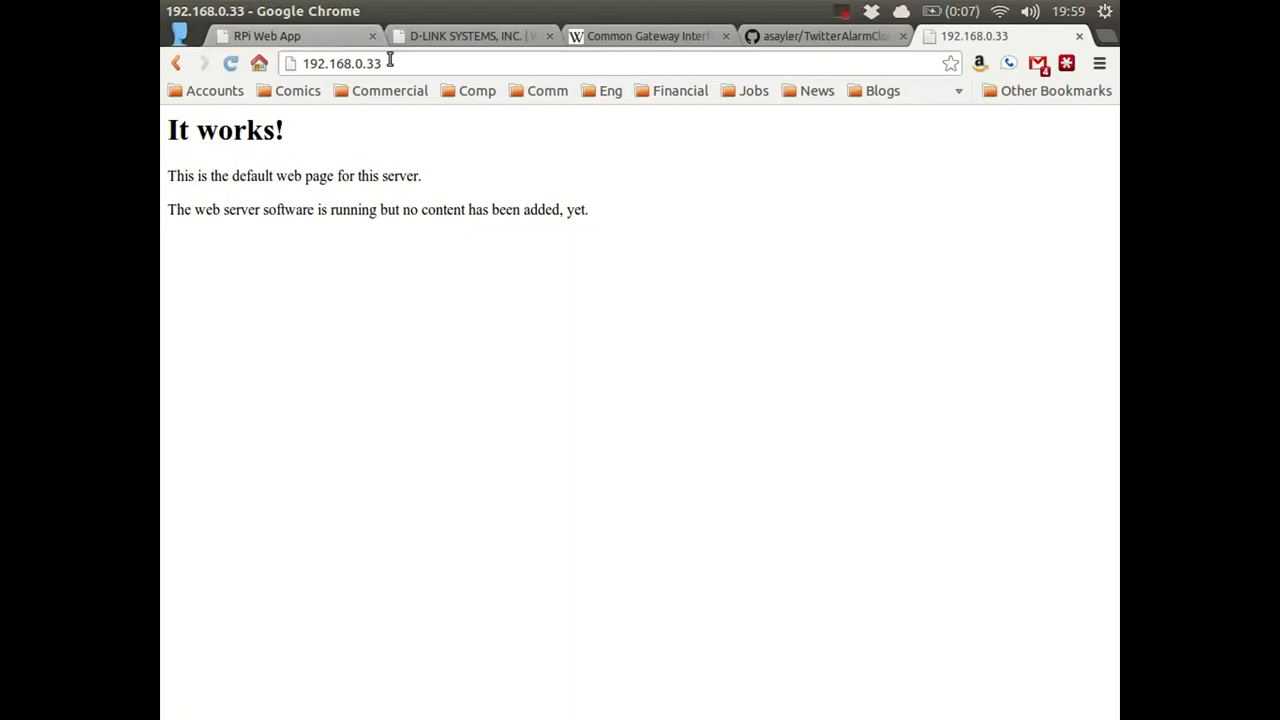 192.168.0.33 - Google Chrome
(0:07)
19:59
RPi Web App
D-LINK SYSTEMS, INC. |
W Common Gateway Interf
asayler/TwitterAlarmClo
192.168.0.33
192.168.0.33
a
4
Accounts
Comics
Commercial
Comp
Comm
Eng
Financial
Jobs
News
Blogs
Other Bookmarks
It works!
This is the default web page for this server.
The web server software is running but no content has been added, yet.